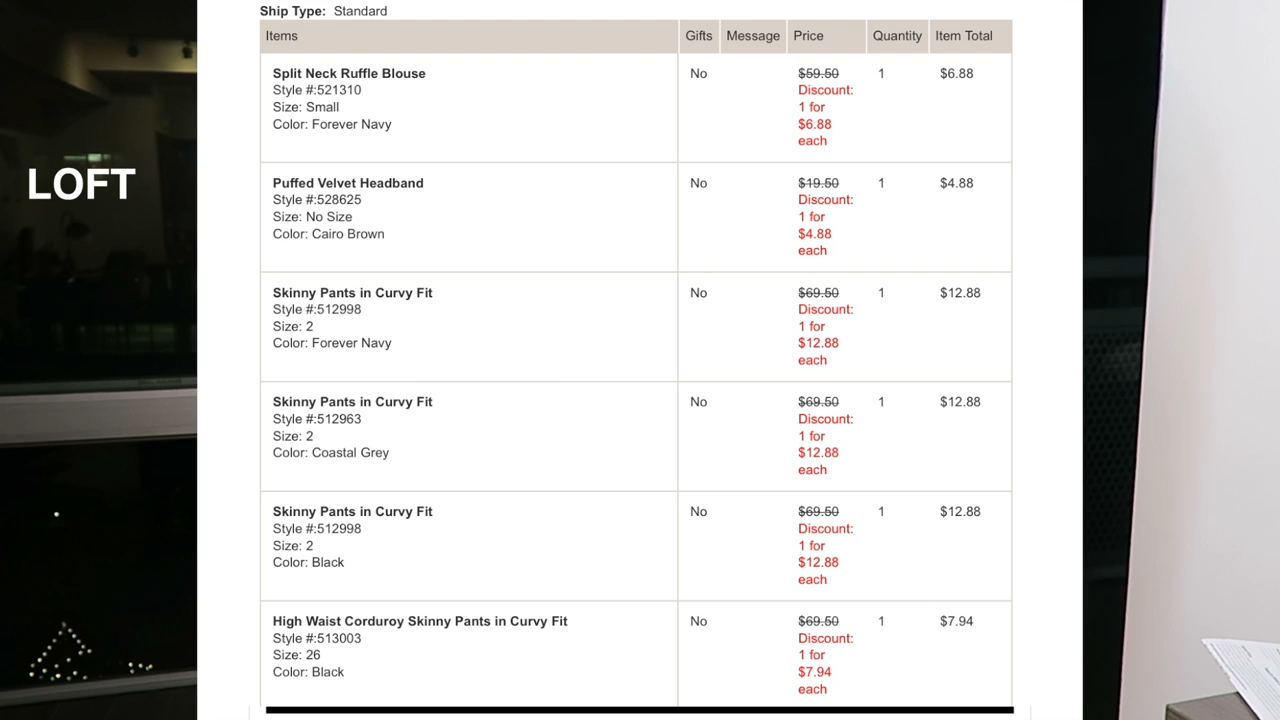 Ship Type: Standard
Items Gifts Message Price Quantity Item Total
LOFT
Split Neck Ruffle Blouse No $59.50 1 $6.88
Style #:521310 Discount:
Size: Small 1 for
Color: Forever Navy $6.88
each
Puffed Velvet Headband No $19.50 1 $4.88
Style #:528625 Discount:
Size: No Size 1 for
Color: Cairo Brown $4.88
each
Skinny Pants in Curvy Fit No $69.50 1 $12.88
Style #:512998 Discount:
Size: 2 1 for
Color: Forever Navy $12.88
each
Skinny Pants in Curvy Fit No $69.50 1 $12.88
Style #:512963 Discount:
Size: 2 1 for
Color: Coastal Grey $12.88
each
Skinny Pants in Curvy Fit No $69.50 1 $12.88
Style #:512998 Discount:
Size: 2 1 for
Color: Black $12.88
each
High Waist Corduroy Skinny Pants in Curvy Fit No $69.50 1 $7.94
Style #:513003 Discount:
Size: 26 1 for
Color: Black $7.94
each